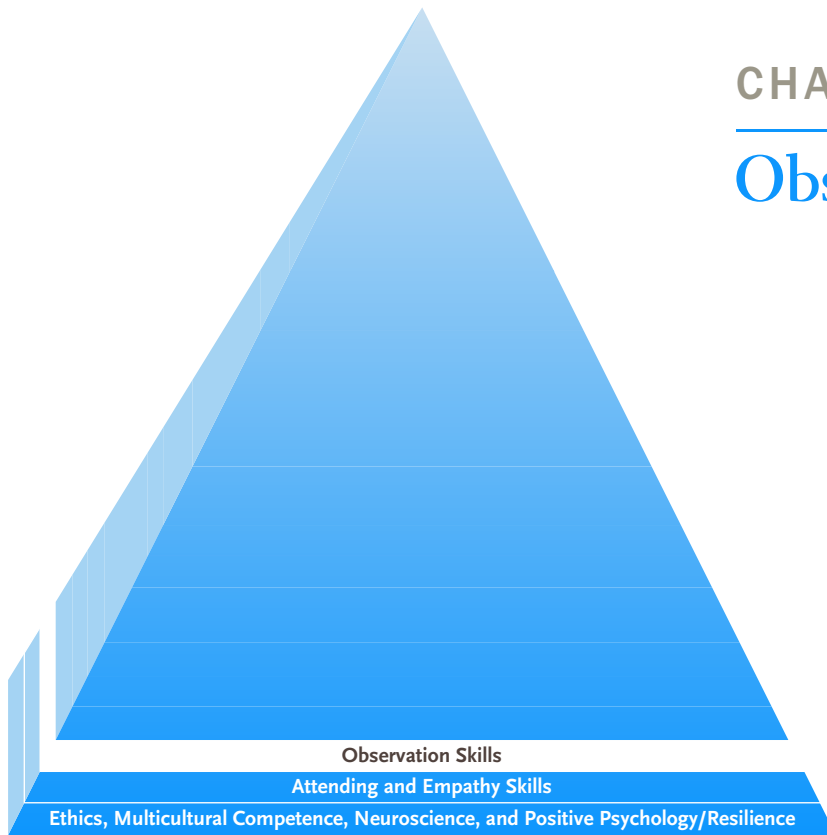 CHA
Obs
Observation Skills
Attending and Empathy Skills
Ethics, Multicultural Competence, Neuroscience, and Positive Psychology/Resilience